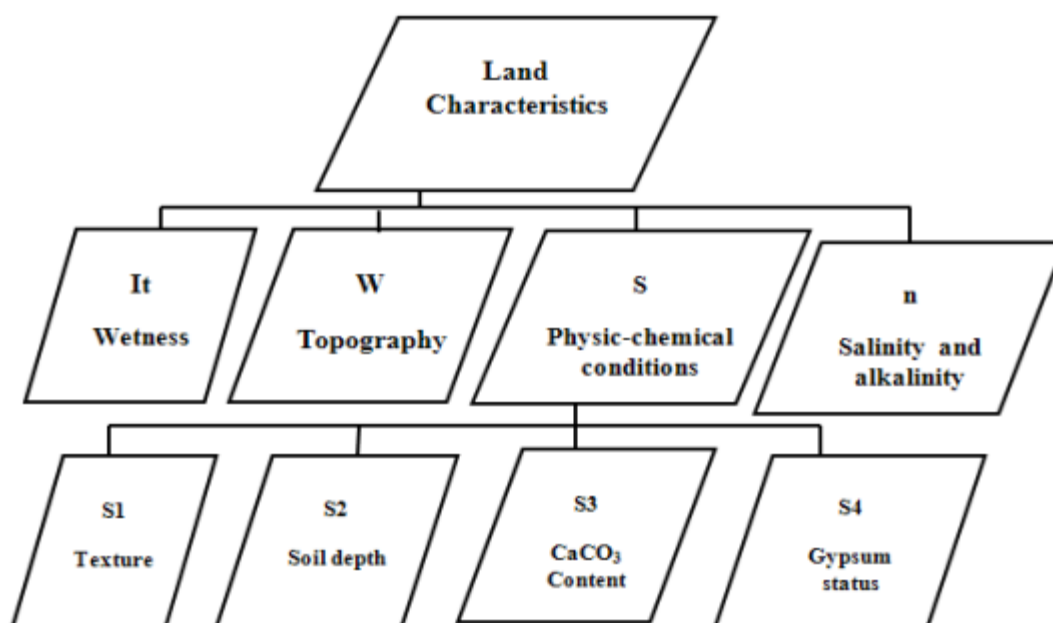 Land
Characteristics
It
Wetness
W
Topography
S
Physic-chemical
conditions
n
Salinity and
alkalinity
S1
Texture
S2
Soil depth
S3
CaCO₃
Content
S4
Gypsum
status